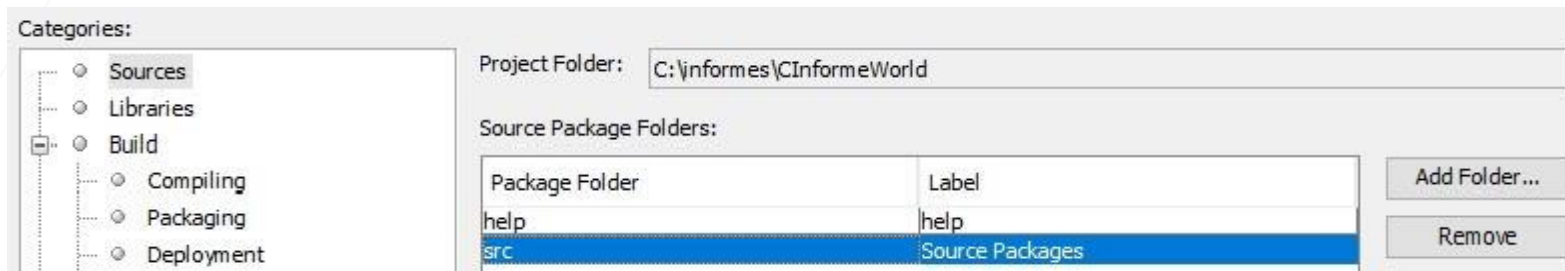 Categories:
Sources
Libraries
Build
Compiling
Packaging
Deployment
Project Folder: C:\informes\CInformeWorld
Source Package Folders:
Package Folder Label
help help
src Source Packages
Add Folder...
Remove